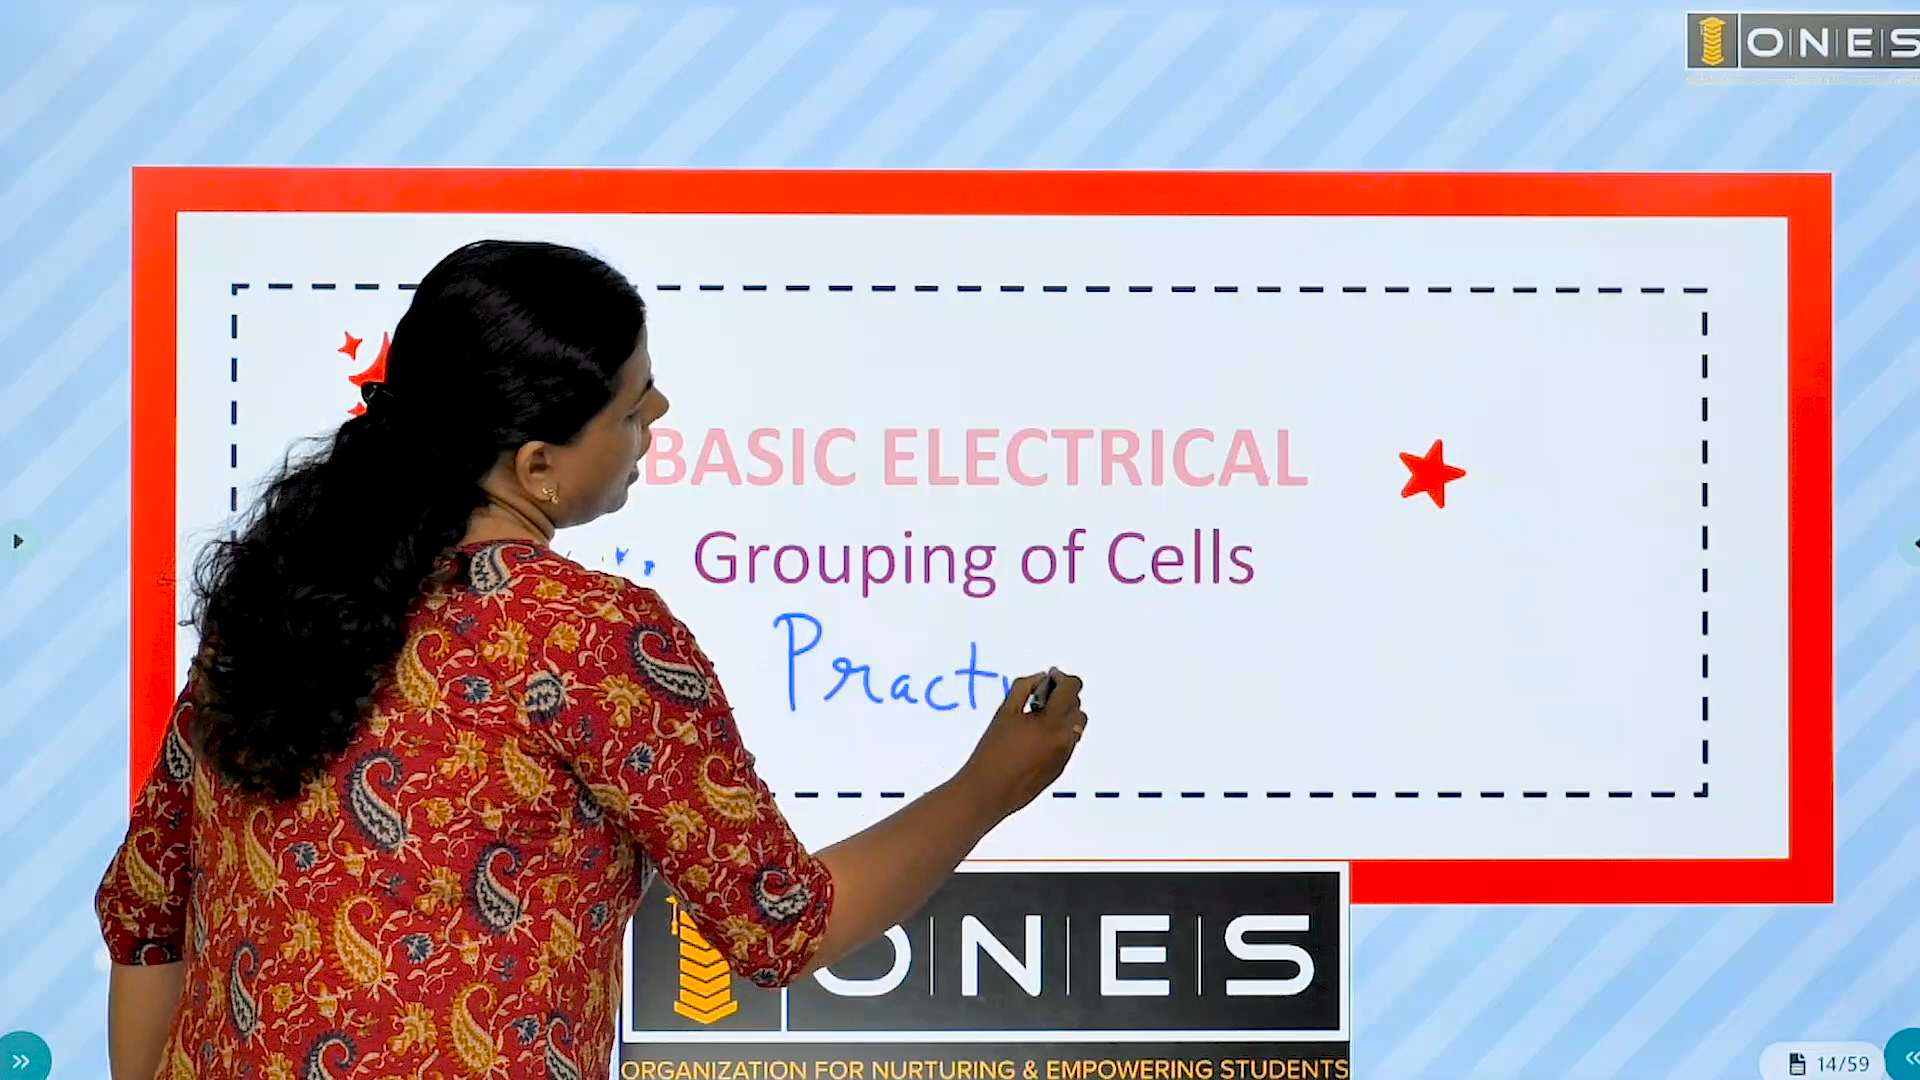 ONES
BASIC ELECTRICAL
Grouping of Cells
Pract
ONES
ORGANIZATION FOR NURTURING & EMPOWERING STUDENTS
14/59